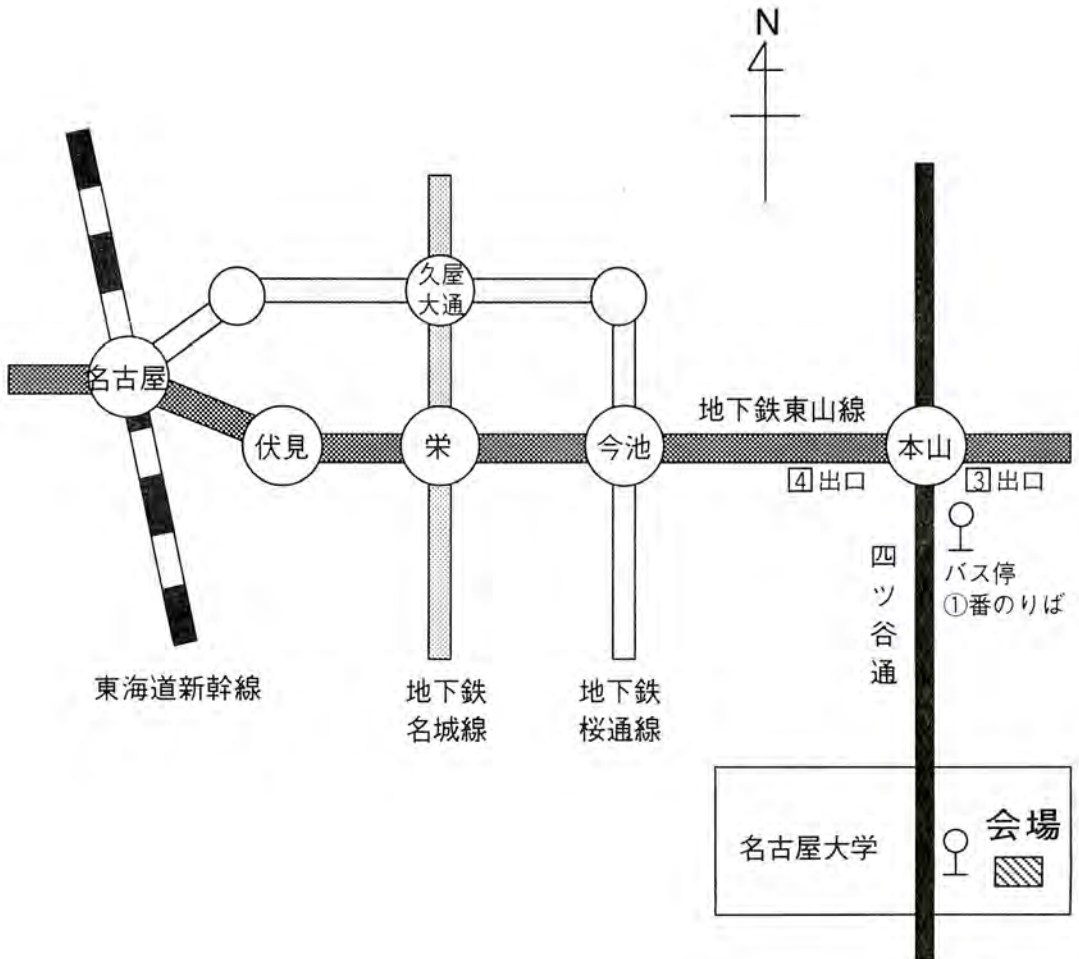 N
久屋
大通
名古屋
地下鉄東山線
伏見
栄
今池
本山
4 出口
3 出口
四ツ谷通
バス停
①番のりば
東海道新幹線
地下鉄
名城線
地下鉄
桜通線
会場
名古屋大学